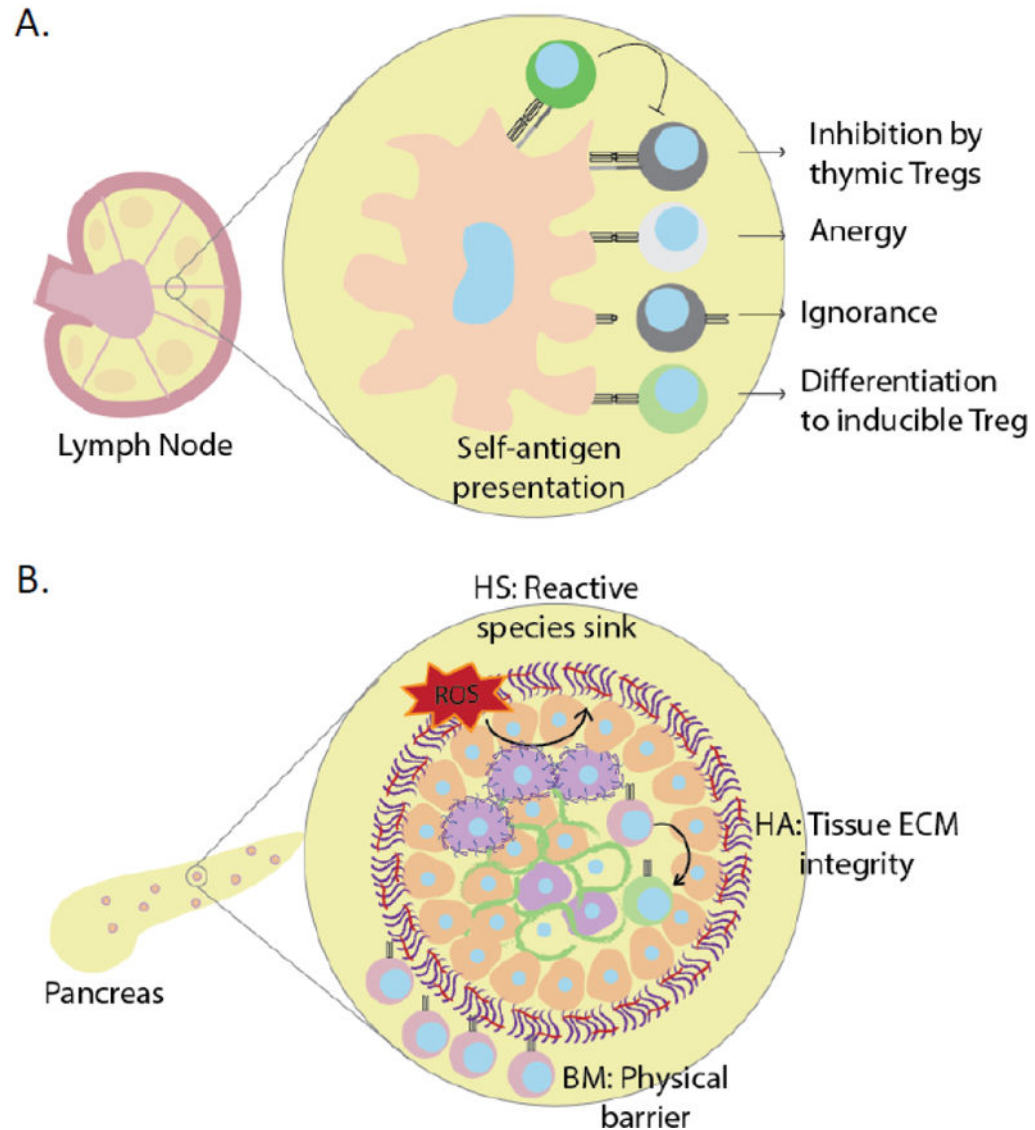 A.
Inhibition by
thymic Tregs
Anergy
Ignorance
Differentiation
to inducible Treg
Lymph Node
Self-antigen
presentation
B.
HS: Reactive
species sink
ROS
HA: Tissue ECM
integrity
Pancreas
BM: Physical
barrier